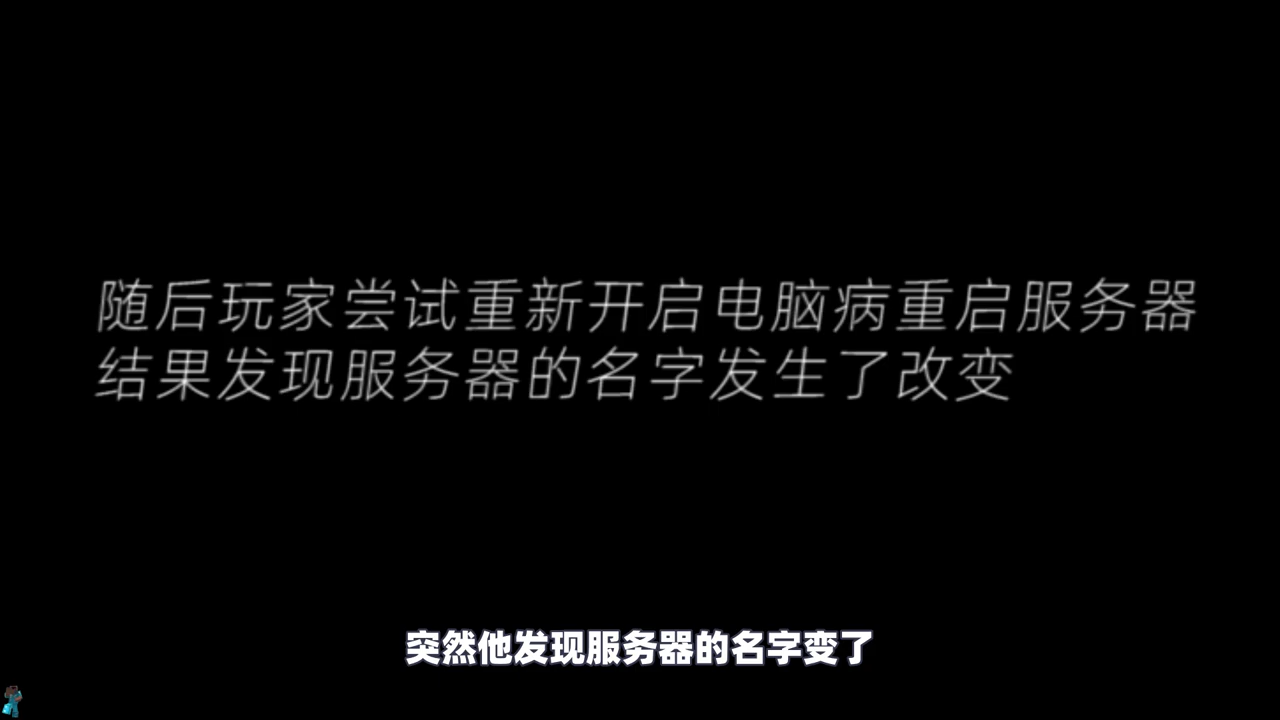 随后玩家尝试重新开启电脑病重启服务器
结果发现服务器的名字发生了改变
突然他发现服务器的名字变了